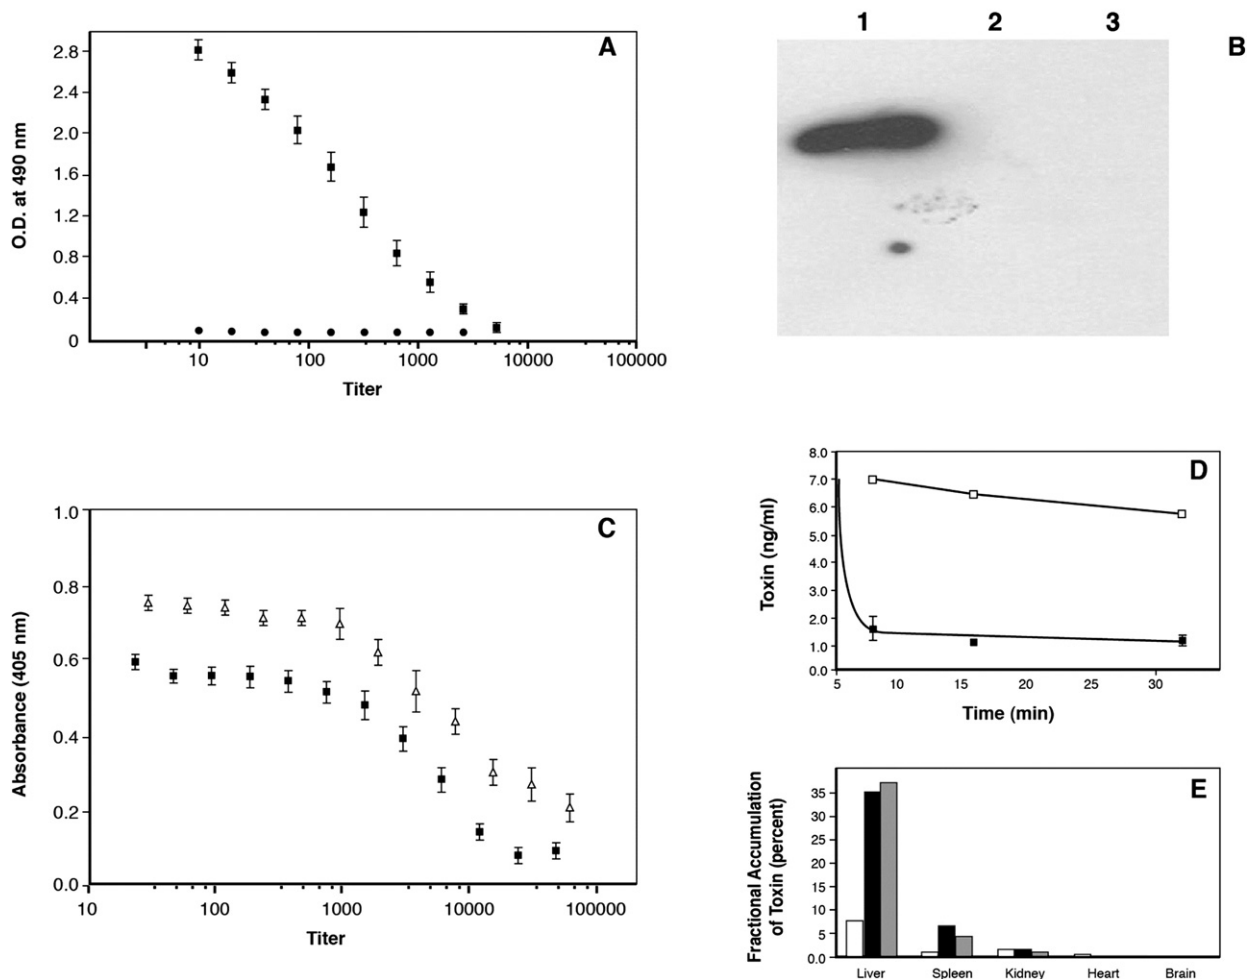 A
O.D. at 490 nm
2.8
2.4
2.0
1.6
1.2
0.8
0.4
0
10 100 1000 10000 100000
Titer
1 2 3
B
C
Absorbance (405 nm)
1.0
0.8
0.6
0.4
0.2
0.0
10 100 1000 10000 100000
Titer
D
Toxin (ng/ml)
8.0
7.0
6.0
5.0
4.0
3.0
2.0
1.0
0.0
5 10 15 20 25 30
Time (min)
E
Fractional Accumulation
of Toxin (percent)
35
30
25
20
15
10
5
0.0
Liver Spleen Kidney Heart Brain